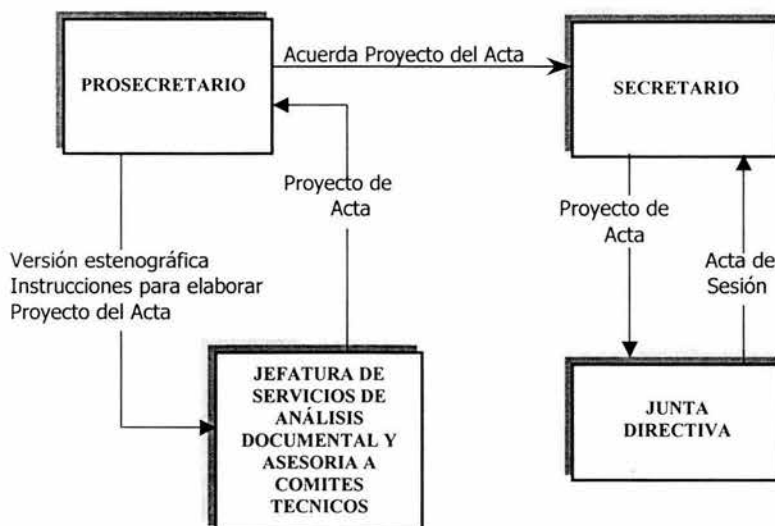 PROSECRETARIO
Acuerda Proyecto del Acta
SECRETARIO
Proyecto de
Acta
Proyecto de
Acta
Acta de
Sesión
Versión estenográfica
Instrucciones para elaborar
Proyecto del Acta
JEFATURA DE
SERVICIOS DE
ANÁLISIS
DOCUMENTAL Y
ASESORIA A
COMITES
TECNICOS
JUNTA
DIRECTIVA